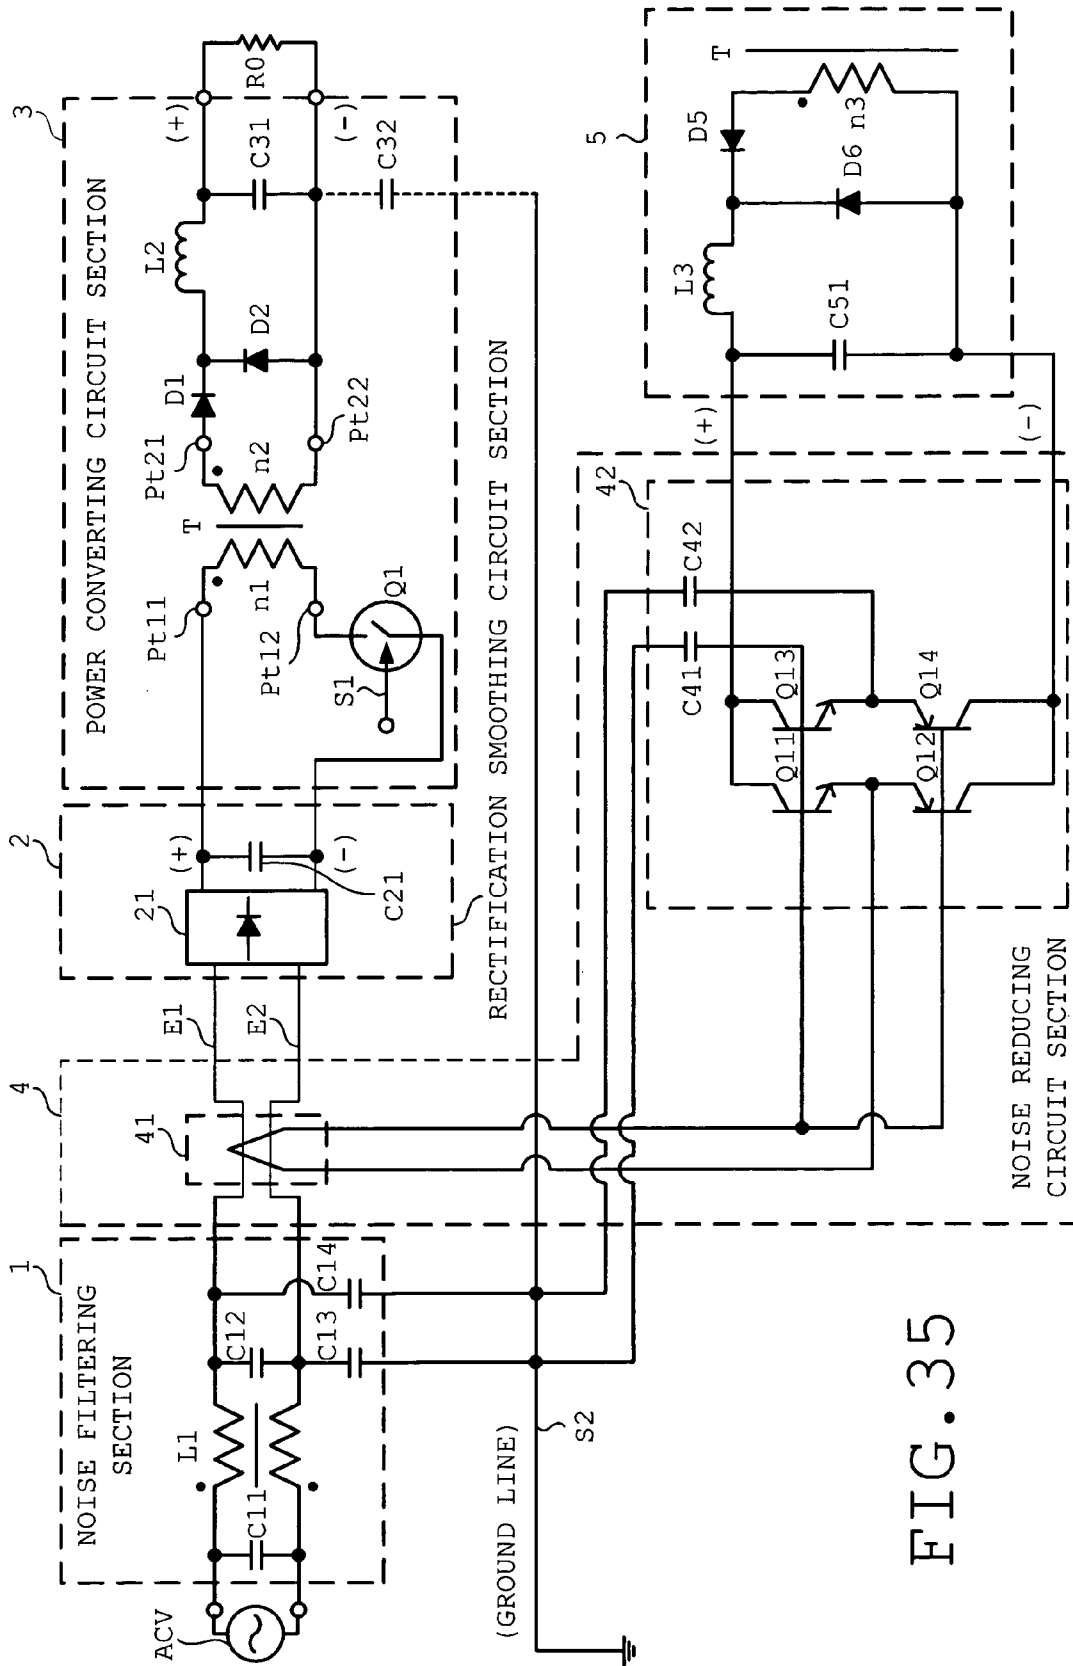 1
NOISE FILTERING
SECTION
ACV
C11
L1
C12
C13
C14
4
41
E1
E2
2
21
(+)
(-)
C21
RECTIFICATION SMOOTHING CIRCUIT SECTION
3
POWER CONVERTING CIRCUIT SECTION
Pt11
Pt12
n1
T
n2
S1
Q1
Pt21
Pt22
D1
D2
L2
C31
C32
(+)
(-)
R0
(GROUND LINE)
S2
NOISE REDUCING
CIRCUIT SECTION
42
C41
C42
Q11
Q13
Q12
Q14
(+)
(-)
5
L3
C51
D5
D6
n3
T
FIG.35